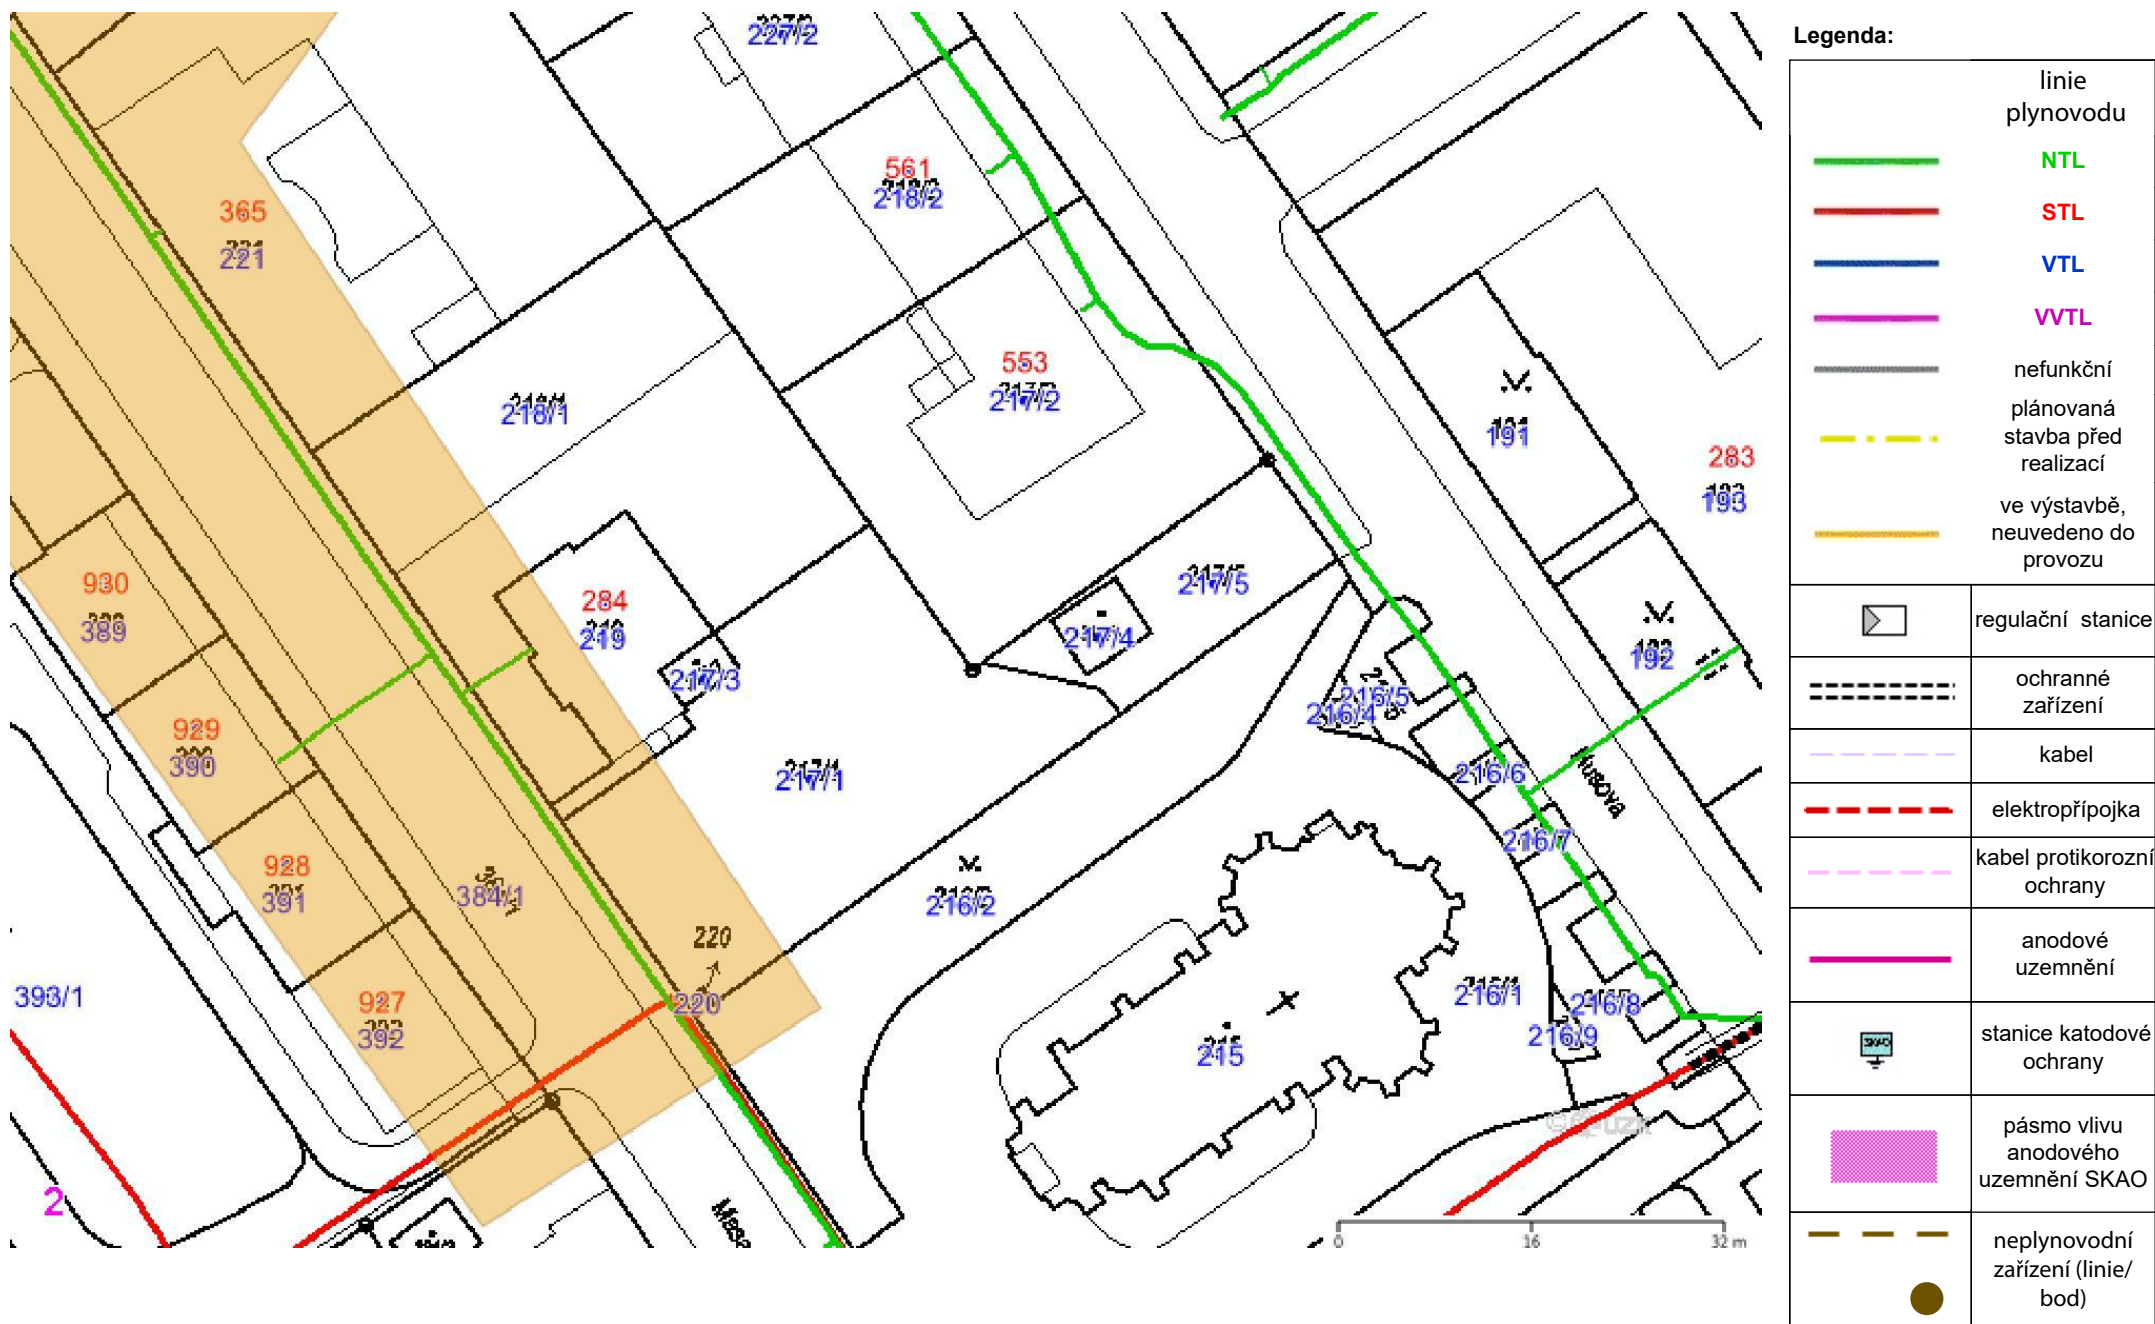 227/2
561
218/2
365
221
553
217/2
218/1
191
283
193
217/5
930
389
284
219
217/4
192
217/3
216/5
216/4
929
390
217/1
216/6
Husova
216/7
928
391
384/1
216/2
220
393/1
927
392
220
216/1
216/8
216/9
215
2
0 16 32 m
Legenda:
linie
plynovodu
NTL
STL
VTL
VVTL
nefunkční
plánovaná
stavba před
realizací
ve výstavbě,
neuvedeno do
provozu
regulační stanice
ochranné
zařízení
kabel
elektropřípojka
kabel protikorozní
ochrany
anodové
uzemnění
SKAO
stanice katodové
ochrany
pásmo vlivu
anodového
uzemnění SKAO
neplynovodní
zařízení (linie/
bod)